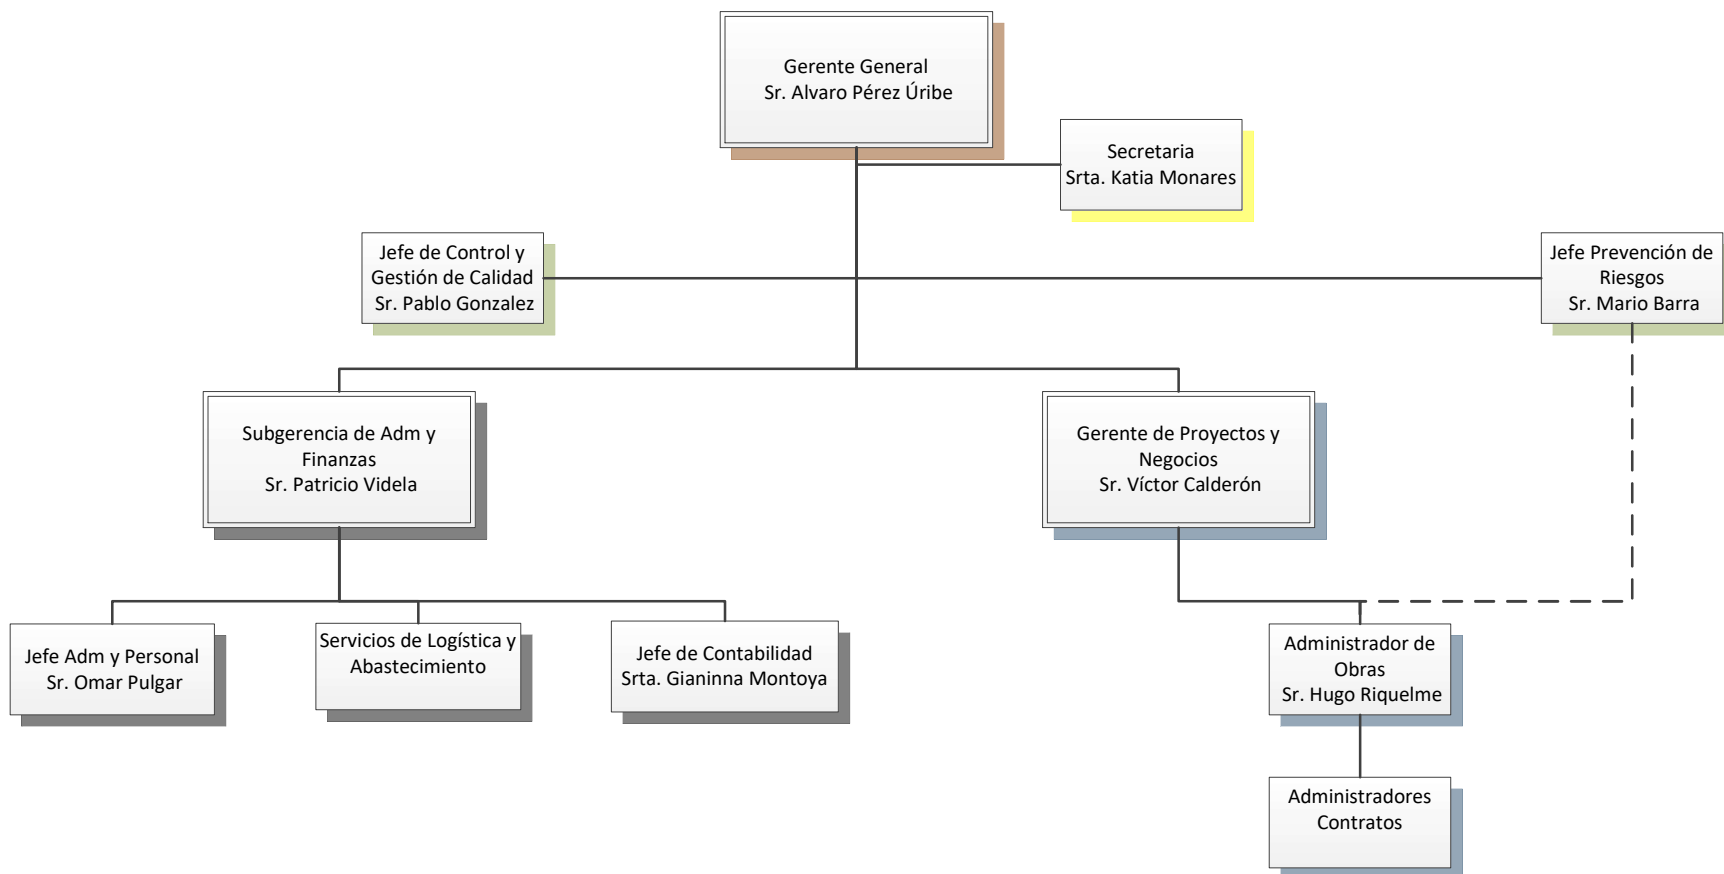 Gerente General
Sr. Alvaro Pérez Úribe
Secretaria
Srta. Katia Monares
Jefe de Control y
Gestión de Calidad
Sr. Pablo Gonzalez
Jefe Prevención de
Riesgos
Sr. Mario Barra
Subgerencia de Adm y
Finanzas
Sr. Patricio Videla
Gerente de Proyectos y
Negocios
Sr. Víctor Calderón
Jefe Adm y Personal
Sr. Omar Pulgar
Servicios de Logística y
Abastecimiento
Jefe de Contabilidad
Srta. Gianinna Montoya
Administrador de
Obras
Sr. Hugo Riquelme
Administradores
Contratos